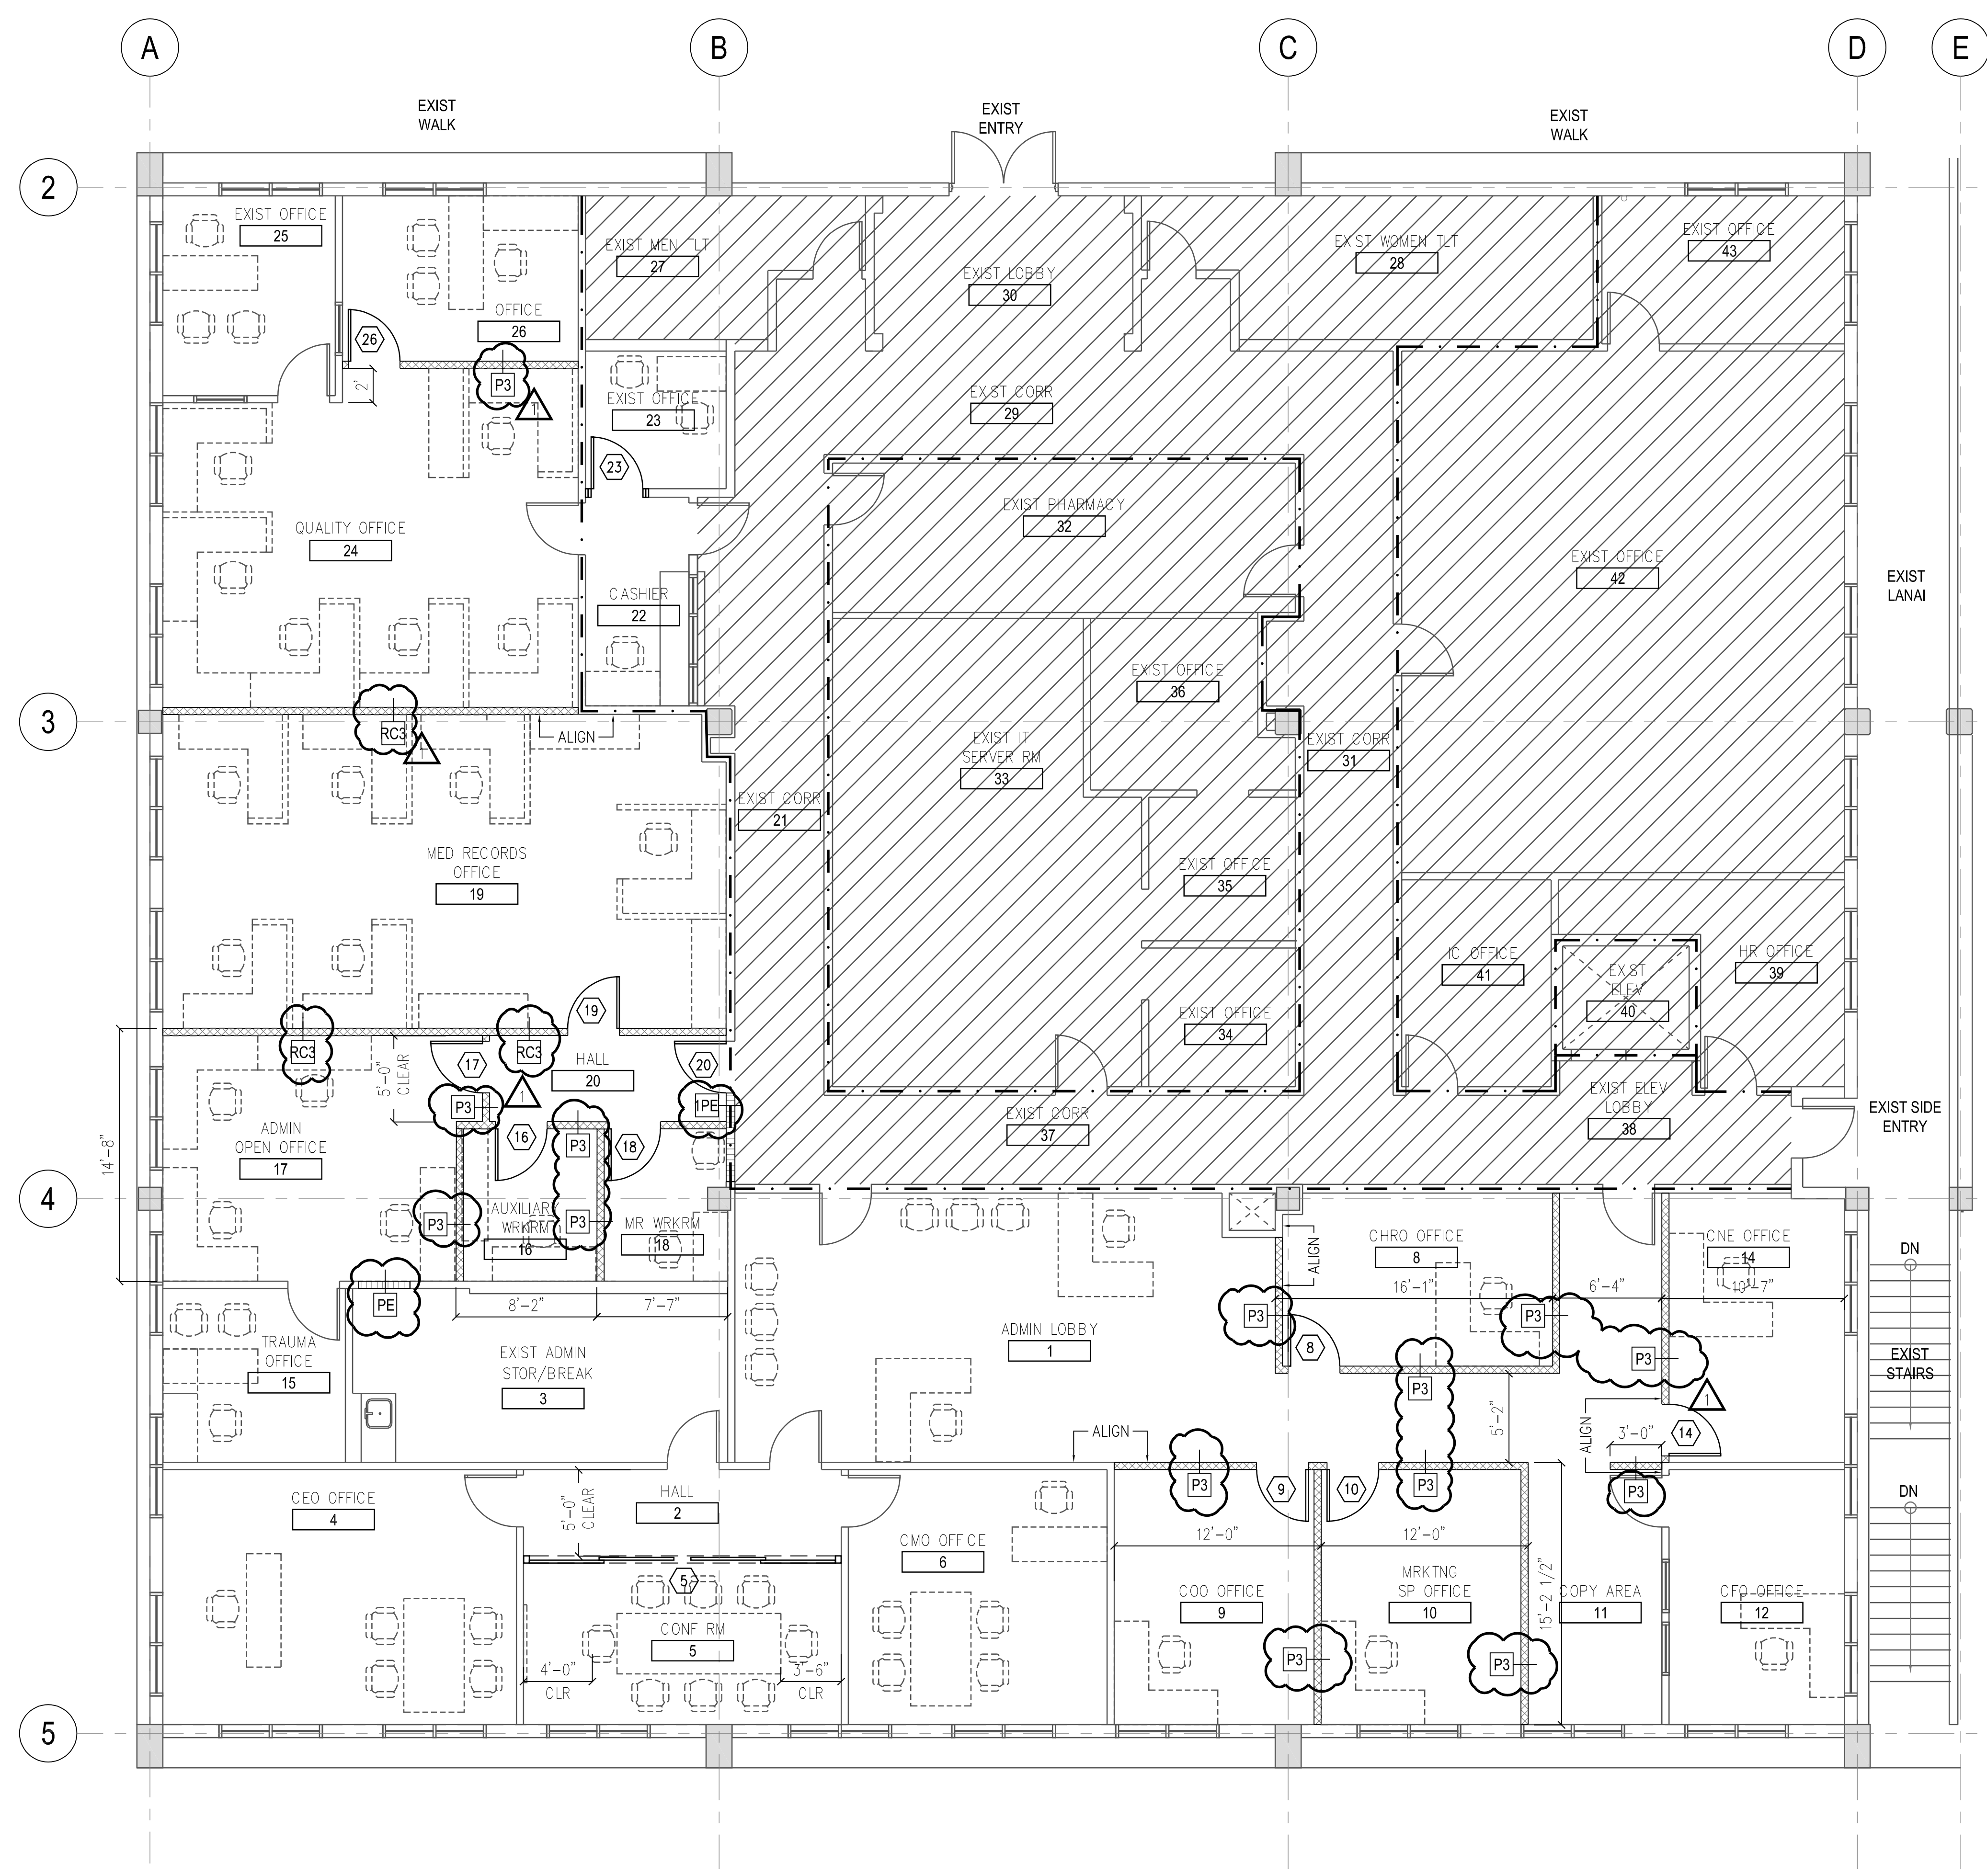 A
B
C
D
E
EXIST
WALK
EXIST
ENTRY
EXIST
WALK
2
EXIST OFFICE
25
OFFICE
26
26
2'
P3
1
EXIST MEN TLT
27
EXIST LOBBY
30
EXIST WOMEN TLT
28
EXIST OFFICE
43
EXIST OFFICE
23
23
EXIST CORR
29
QUALITY OFFICE
24
EXIST PHARMACY
32
EXIST OFFICE
42
EXIST
LANAI
CASHIER
22
EXIST OFFICE
36
3
RC3
1
ALIGN
EXIST IT
SERVER RM
33
EXIST CORR
31
EXIST CORR
21
MED RECORDS
OFFICE
19
EXIST OFFICE
35
IC OFFICE
41
EXIST
ELEV
40
HR OFFICE
39
19
EXIST OFFICE
34
RC3
RC3
17
HALL
20
20
5'-0"
CLEAR
1
P3
1PE
EXIST CORR
37
EXIST ELEV
LOBBY
38
EXIST SIDE
ENTRY
14'-8"
ADMIN
OPEN OFFICE
17
16
P3
18
4
P3
AUXILIARY
WRKRM
16
P3
MR WRKRM
18
ALIGN
CHRO OFFICE
8
CNE OFFICE
14
DN
PE
8'-2"
7'-7"
16'-1"
6'-4"
10'-7"
P3
P3
ADMIN LOBBY
1
8
P3
TRAUMA
OFFICE
15
EXIST ADMIN
STOR/BREAK
3
P3
1
EXIST
STAIRS
5'-2"
ALIGN
ALIGN
3'-0"
14
CEO OFFICE
4
HALL
2
5'-0"
CLEAR
P3
9
10
P3
P3
DN
CMO OFFICE
6
12'-0"
12'-0"
5
COO OFFICE
9
MRKTNG
SP OFFICE
10
15'-2 1/2"
COPY AREA
11
CFO OFFICE
12
CONF RM
5
4'-0"
CLR
3'-6"
CLR
P3
P3
5